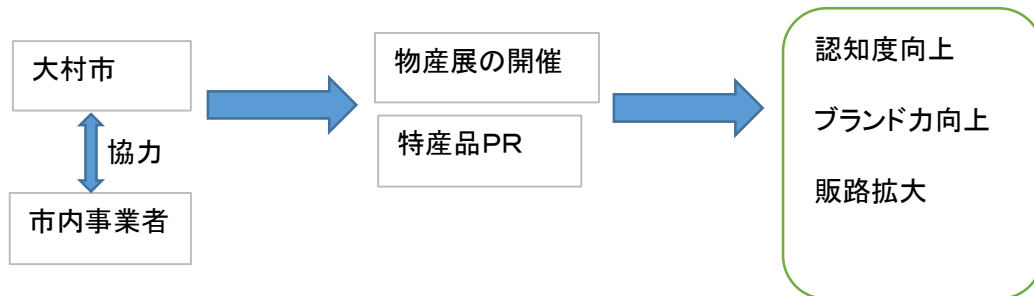 大村市
協力
市内事業者
物産展の開催
特産品PR
認知度向上
ブランド力向上
販路拡大